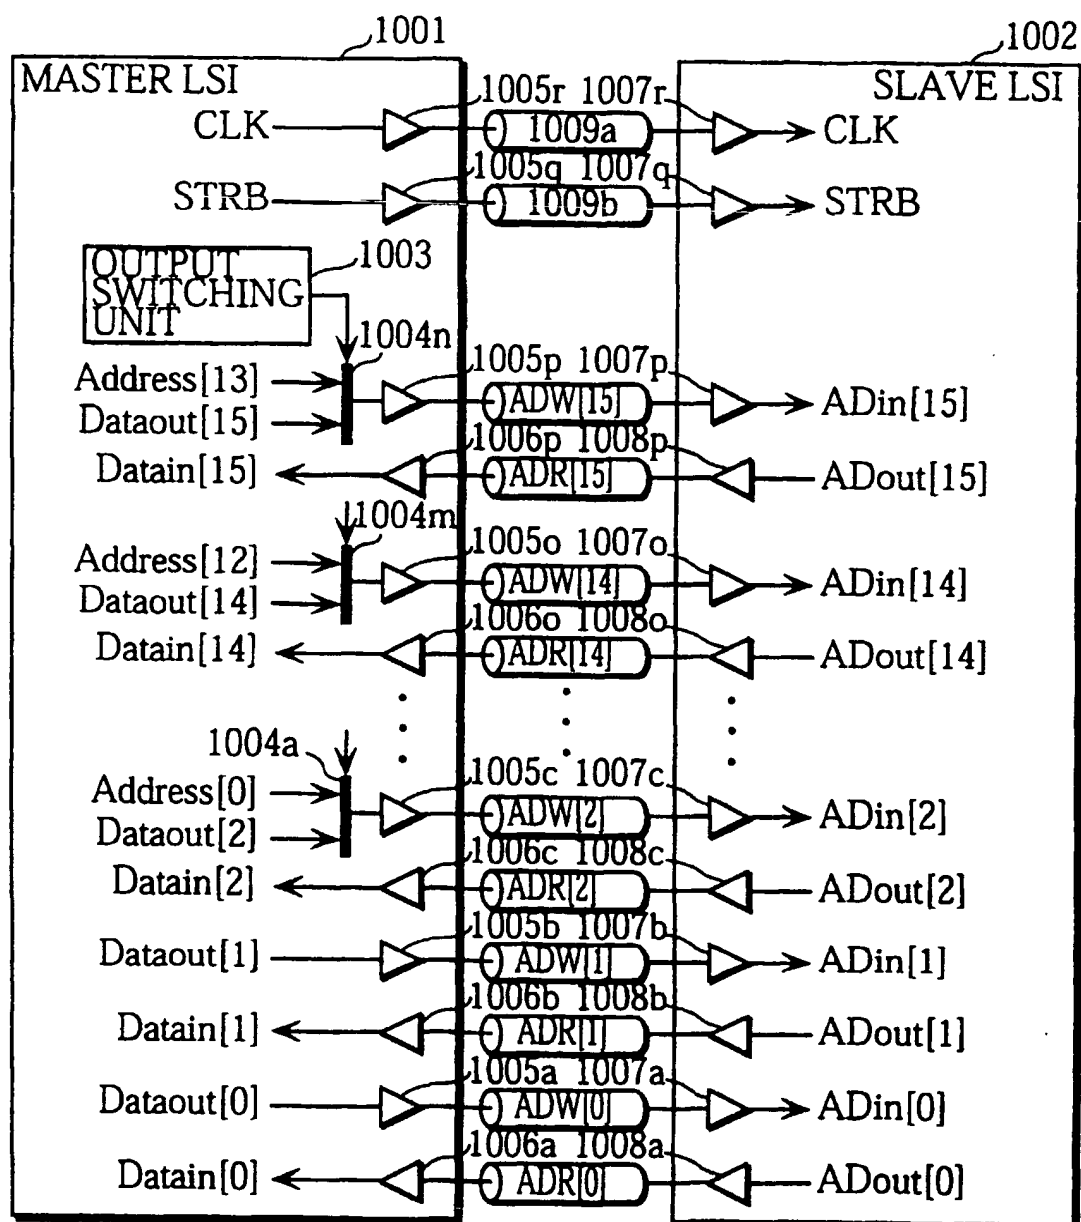 1001
1002
MASTER LSI
SLAVE LSI
1005r 1007r
CLK
1009a
CLK
1005q 1007q
STRB
1009b
STRB
OUTPUT
SWITCHING
UNIT
1003
1004n
1005p 1007p
Address[13]
ADW[15]
ADin[15]
Dataout[15]
1006p 1008p
Datain[15]
ADR[15]
ADout[15]
1004m
1005o 1007o
Address[12]
ADW[14]
ADin[14]
Dataout[14]
1006o 1008o
Datain[14]
ADR[14]
ADout[14]
1004a
1005c 1007c
Address[0]
ADW[2]
ADin[2]
Dataout[2]
1006c 1008c
Datain[2]
ADR[2]
ADout[2]
1005b 1007b
Dataout[1]
ADW[1]
ADin[1]
1006b 1008b
Datain[1]
ADR[1]
ADout[1]
1005a 1007a
Dataout[0]
ADW[0]
ADin[0]
1006a 1008a
Datain[0]
ADR[0]
ADout[0]